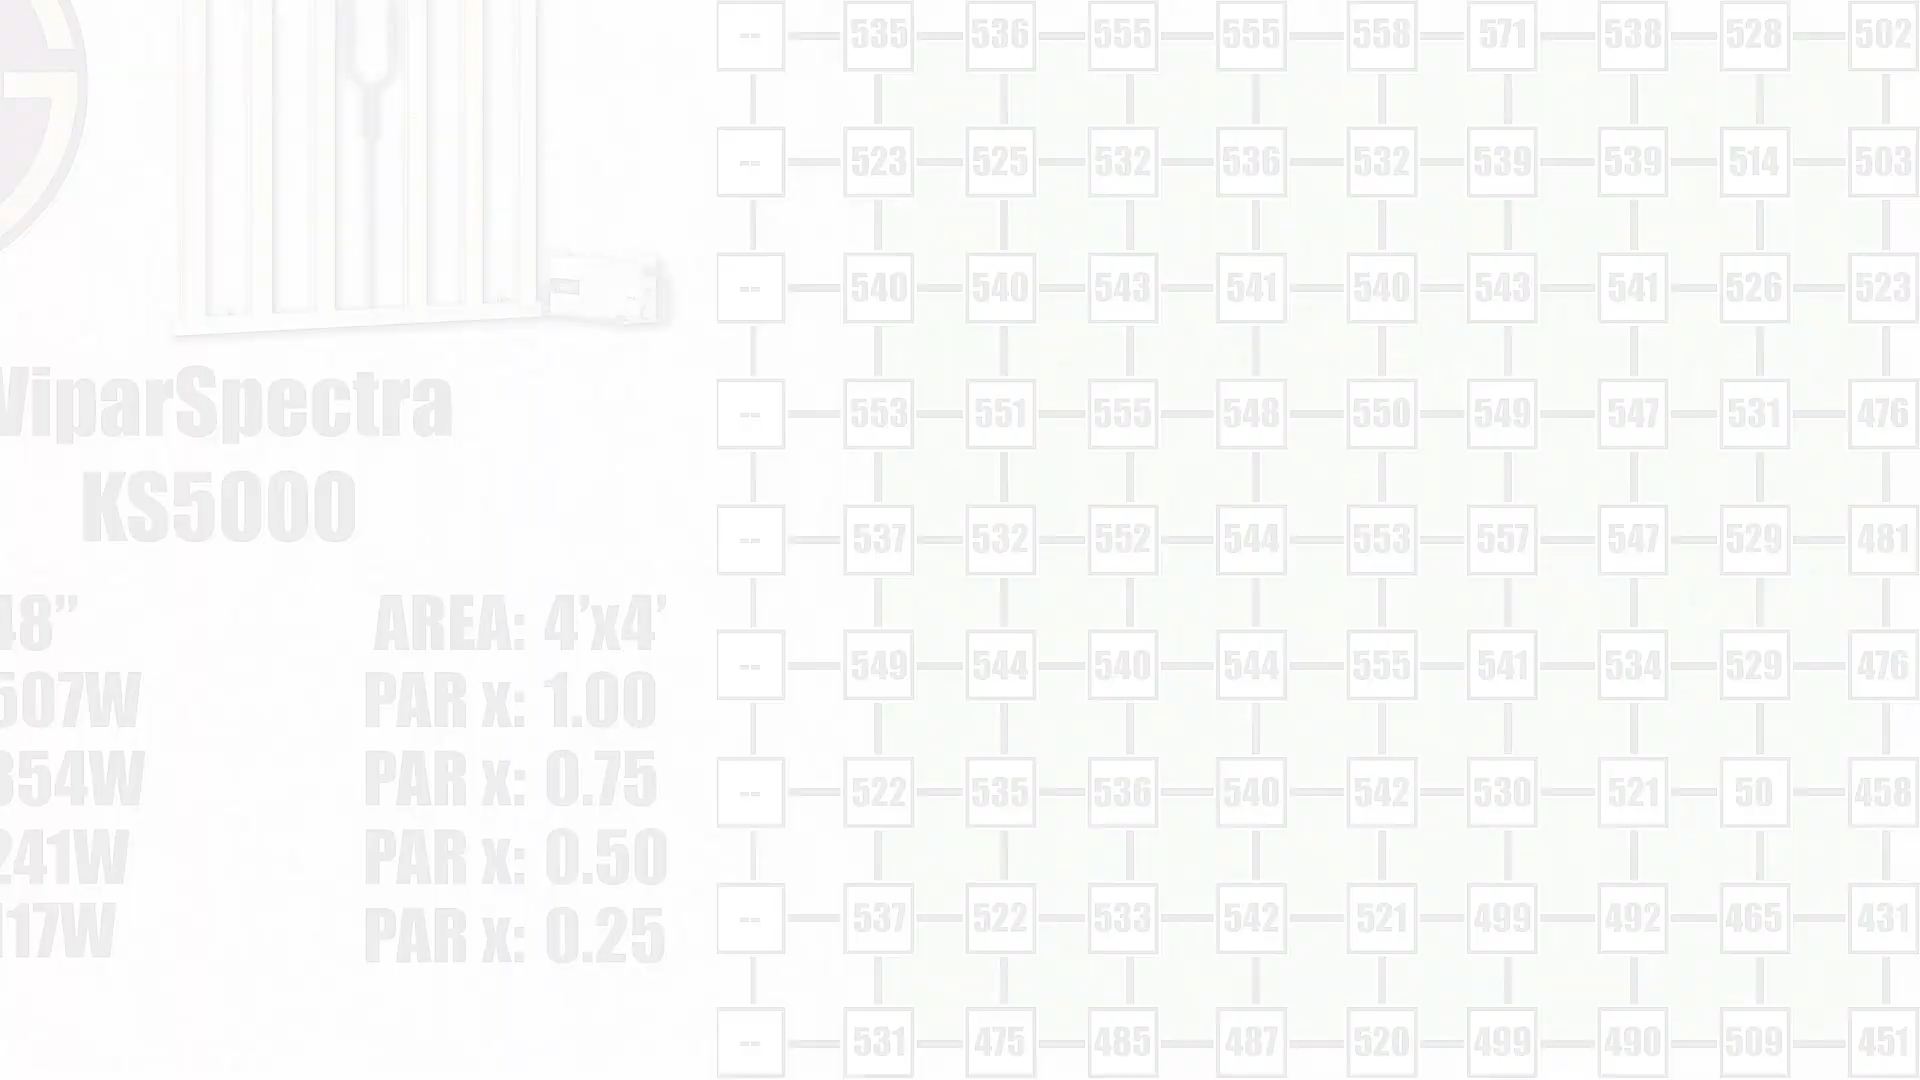 ViparSpectra
KS5000
48” AREA: 4’x4’
507W PAR x: 1.00
354W PAR x: 0.75
241W PAR x: 0.50
117W PAR x: 0.25
-- 535 536 555 555 558 571 538 528 502
-- 523 525 532 536 532 539 539 514 503
-- 540 540 543 541 540 543 541 526 523
-- 553 551 555 548 550 549 547 531 476
-- 537 532 552 544 553 557 547 529 481
-- 549 544 540 544 555 541 534 529 476
-- 522 535 536 540 542 530 521 50 458
-- 537 522 533 542 521 499 492 465 431
-- 531 475 485 487 520 499 490 509 451